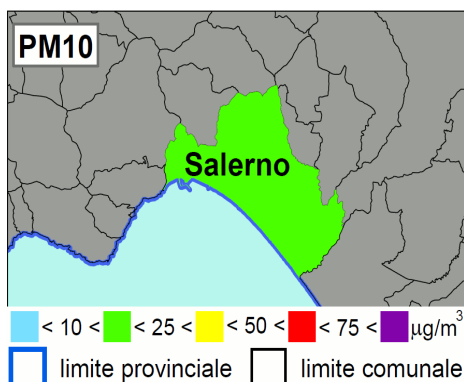 PM10
Salerno
< 10 < < 25 < < 50 < < 75 < μg/m³
limite provinciale limite comunale